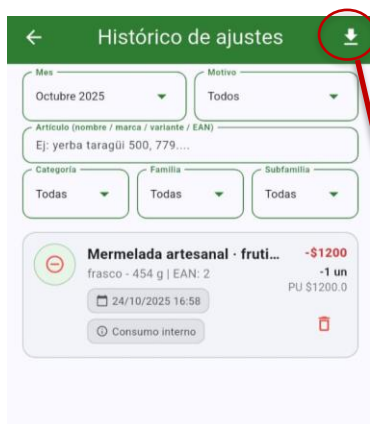 Histórico de ajustes
Mes
Motivo
Octubre 2025
Todos
Artículo (nombre / marca / variante / EAN)
Ej: yerba taragüi 500, 779....
Categoría
Familia
Subfamilia
Todas
Todas
Todas
Mermelada artesanal · fruti... -$1200
frasco - 454 g | EAN: 2 -1 un
PU $1200.0
24/10/2025 16:58
Consumo interno